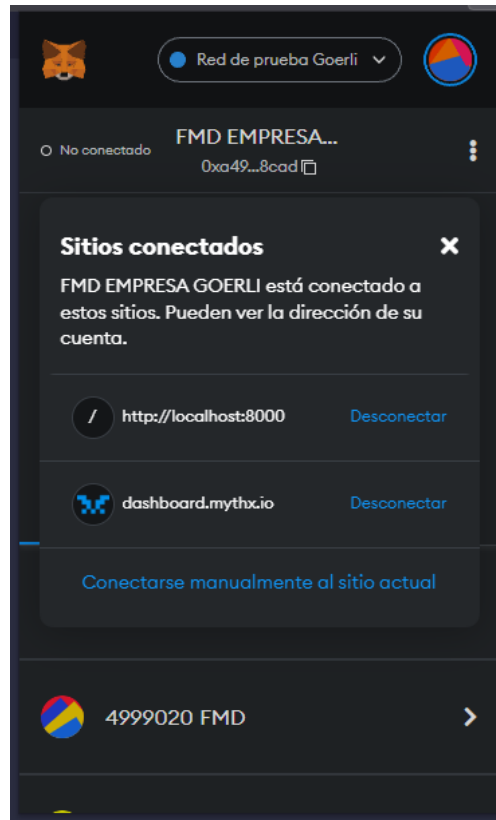 Red de prueba Goerli
No conectado
FMD EMPRESA...
0xa49...8cad
Sitios conectados
FMD EMPRESA GOERLI está conectado a
estos sitios. Pueden ver la dirección de su
cuenta.
/ http://localhost:8000 Desconectar
dashboard.mythx.io Desconectar
Conectarse manualmente al sitio actual
4999020 FMD